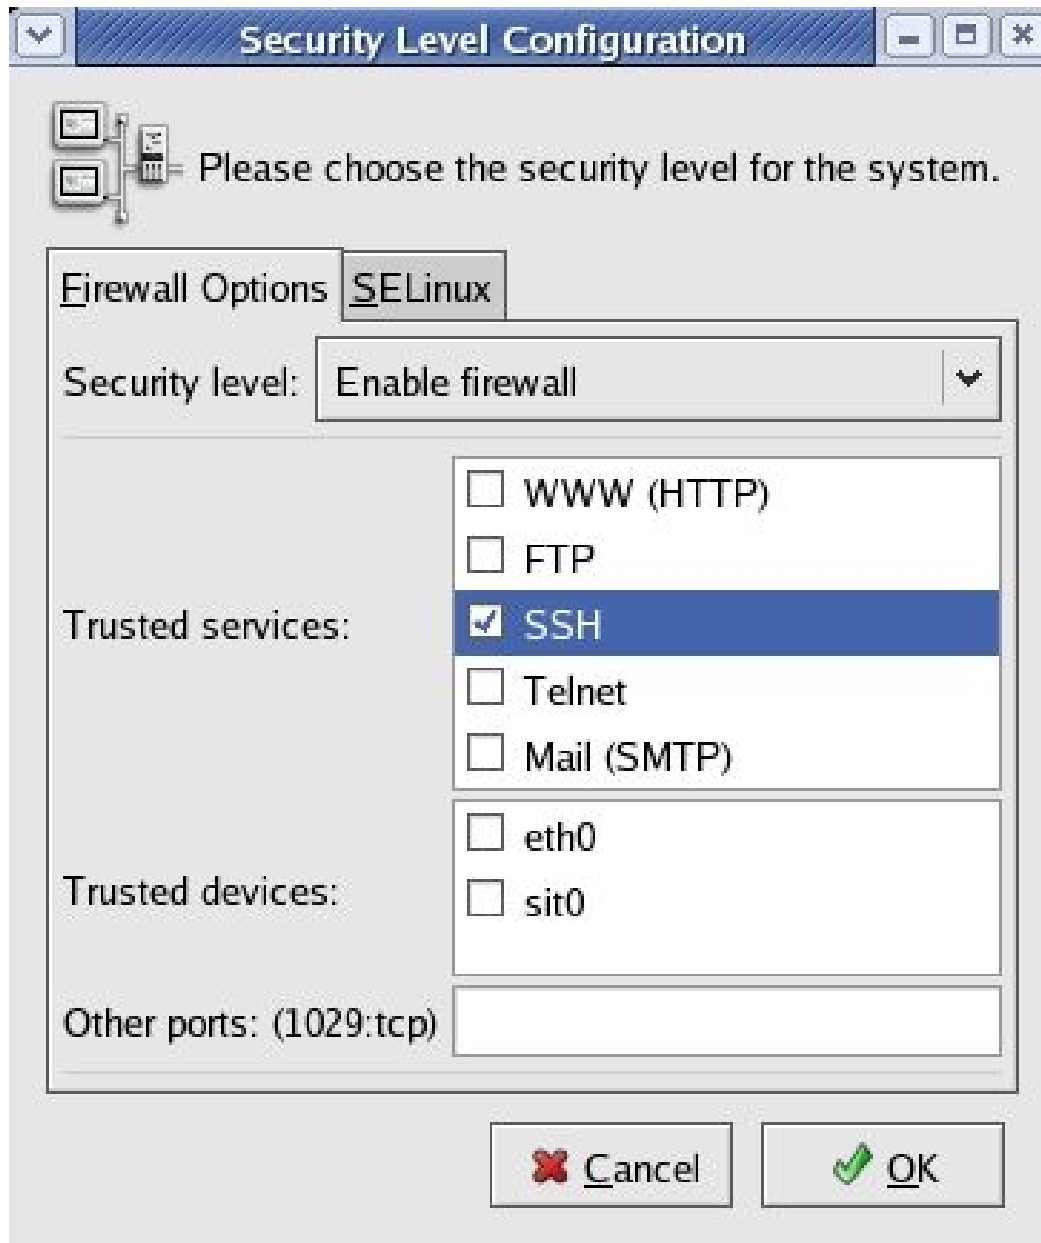 Security Level Configuration
Please choose the security level for the system.
Firewall Options
SELinux
Security level:
Enable firewall
Trusted services:
WWW (HTTP)
FTP
SSH
Telnet
Mail (SMTP)
Trusted devices:
eth0
sit0
Other ports: (1029:tcp)
Cancel
OK